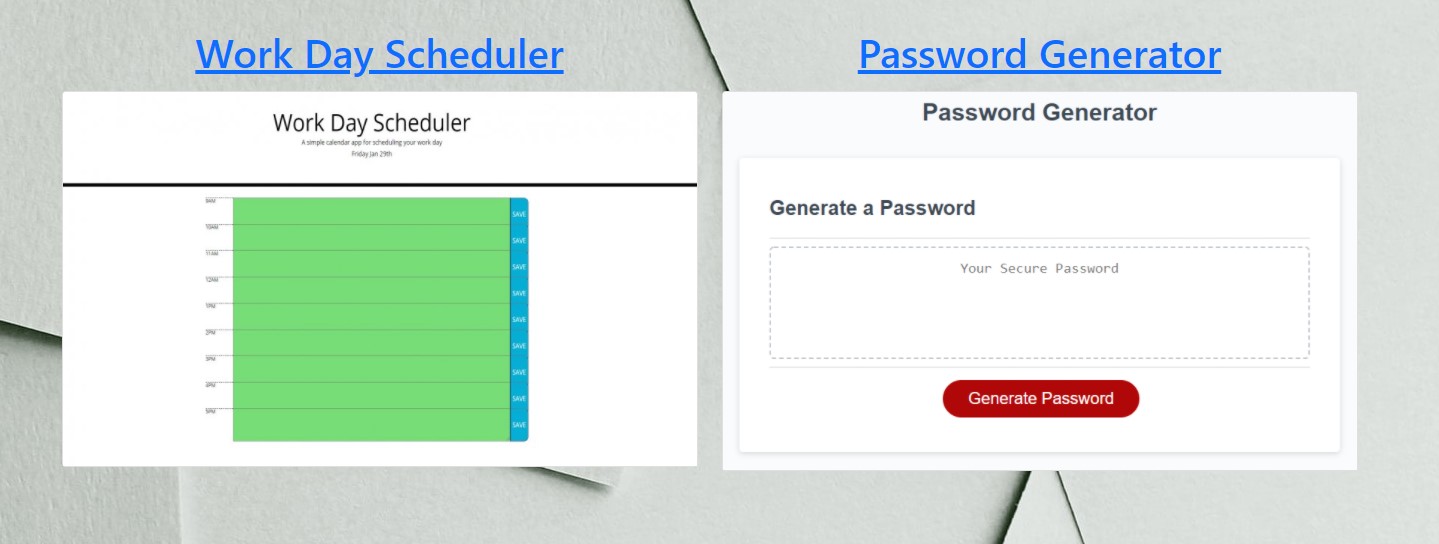 Work Day Scheduler
Password Generator
Work Day Scheduler
A simple calendar app for scheduling your work day
Friday Jan 29th
9AM
SAVE
10AM
SAVE
11AM
SAVE
12AM
SAVE
1PM
SAVE
2PM
SAVE
3PM
SAVE
4PM
SAVE
5PM
SAVE
Password Generator
Generate a Password
Your Secure Password
Generate Password